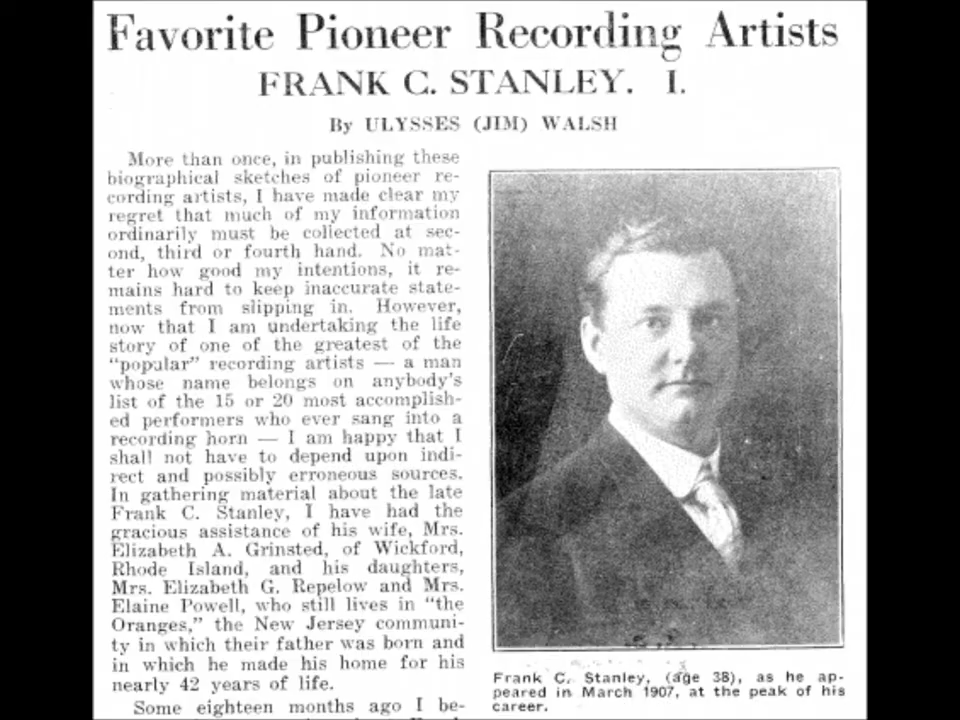 Favorite Pioneer Recording Artists
FRANK C. STANLEY. I.
By ULYSSES (JIM) WALSH
More than once, in publishing these
biographical sketches of pioneer re-
cording artists, I have made clear my
regret that much of my information
ordinarily must be collected at sec-
ond, third or fourth hand. No mat-
ter how good my intentions, it re-
mains hard to keep inaccurate state-
ments from slipping in. However,
now that I am undertaking the life
story of one of the greatest of the
“popular” recording artists — a man
whose name belongs on anybody's
list of the 15 or 20 most accomplish-
ed performers who ever sang into a
recording horn — I am happy that I
shall not have to depend upon indi-
rect and possibly erroneous sources.
In gathering material about the late
Frank C. Stanley, I have had the
gracious assistance of his wife, Mrs.
Elizabeth A. Grinsted, of Wickford,
Rhode Island, and his daughters,
Mrs. Elizabeth G. Repelow and Mrs.
Elaine Powell, who still lives in “the
Oranges,” the New Jersey communi-
ty in which their father was born and
in which he made his home for his
nearly 42 years of life.
Some eighteen months ago I be-
Frank C. Stanley, (age 38), as he ap-
peared in March 1907, at the peak of his
career.